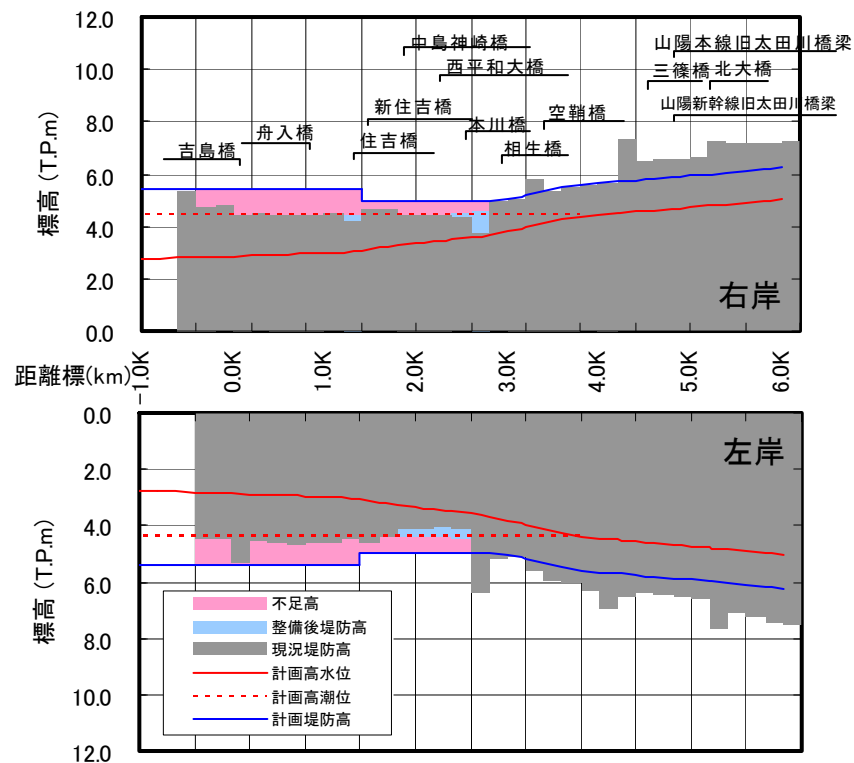 12.0
10.0
8.0
6.0
4.0
2.0
0.0
標高 (T.P.m)
中島神崎橋
西平和大橋
新住吉橋
住吉橋
舟入橋
吉島橋
本川橋
相生橋
空鞘橋
山陽本線旧太田川橋梁
三篠橋
北大橋
山陽新幹線旧太田川橋梁
右岸
距離標(km)
-1.0K
0.0K
1.0K
2.0K
3.0K
4.0K
5.0K
6.0K
0.0
2.0
4.0
6.0
8.0
10.0
12.0
標高 (T.P.m)
左岸
不足高
整備後堤防高
現況堤防高
計画高水位
計画高潮位
計画堤防高